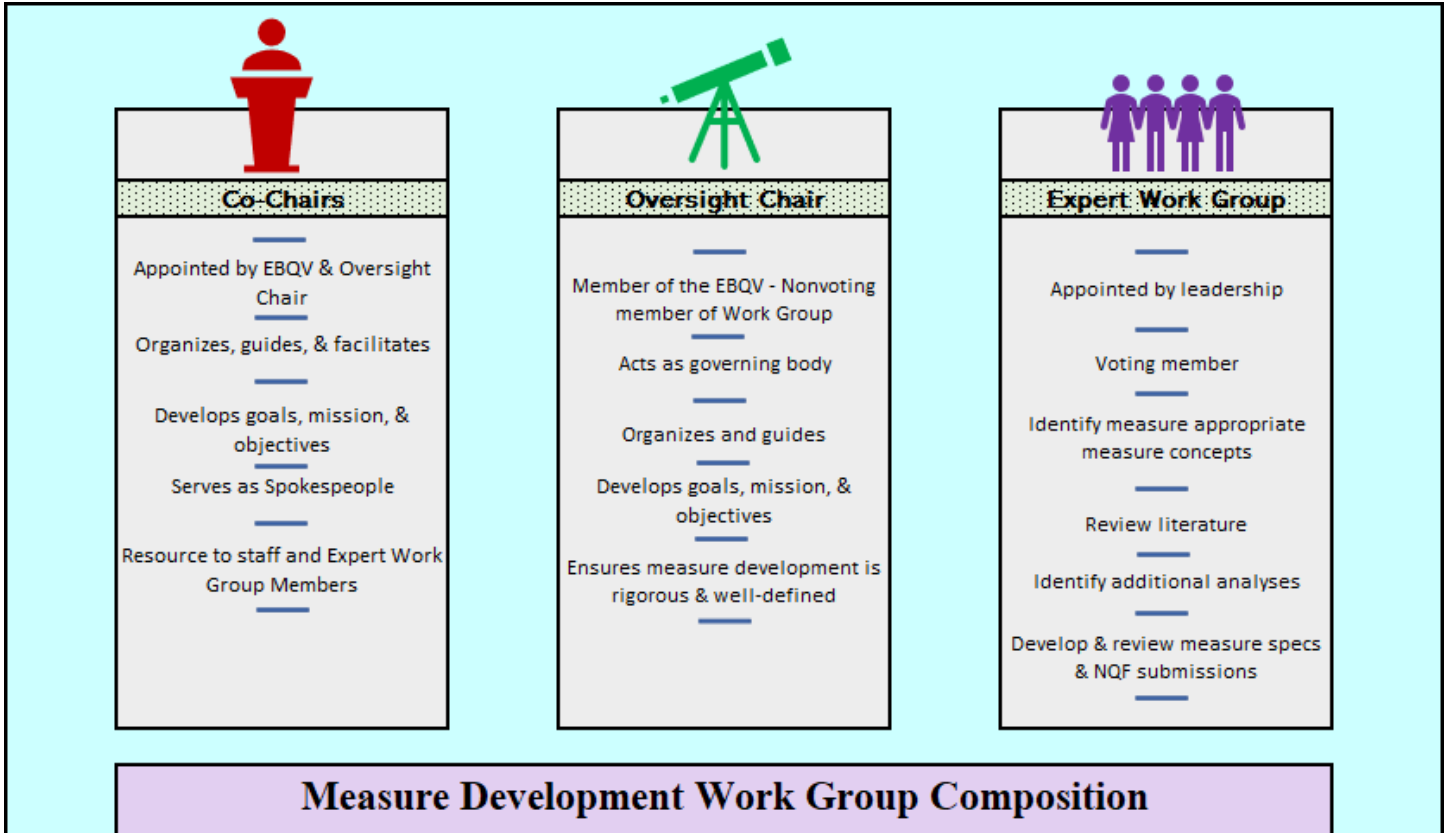 Co-Chairs
Appointed by EBQV & Oversight
Chair
Organizes, guides, & facilitates
Develops goals, mission, &
objectives
Serves as Spokespeople
Resource to staff and Expert Work
Group Members
Oversight Chair
Member of the EBQV - Nonvoting
member of Work Group
Acts as governing body
Organizes and guides
Develops goals, mission, &
objectives
Ensures measure development is
rigorous & well-defined
Expert Work Group
Appointed by leadership
Voting member
Identify measure appropriate
measure concepts
Review literature
Identify additional analyses
Develop & review measure specs
& NQF submissions
Measure Development Work Group Composition